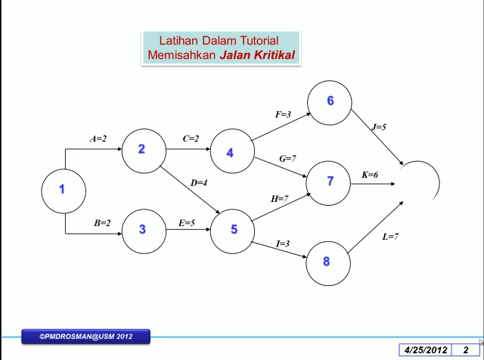 Latihan Dalam Tutorial
Memisahkan Jalan Kritikal
6
F=3
J=5
A=2
C=2
2
4
G=7
D=4
K=6
7
1
H=7
B=2
E=5
3
5
I=3
L=7
8
©PMDROSMAN@USM 2012
4/25/2012 2